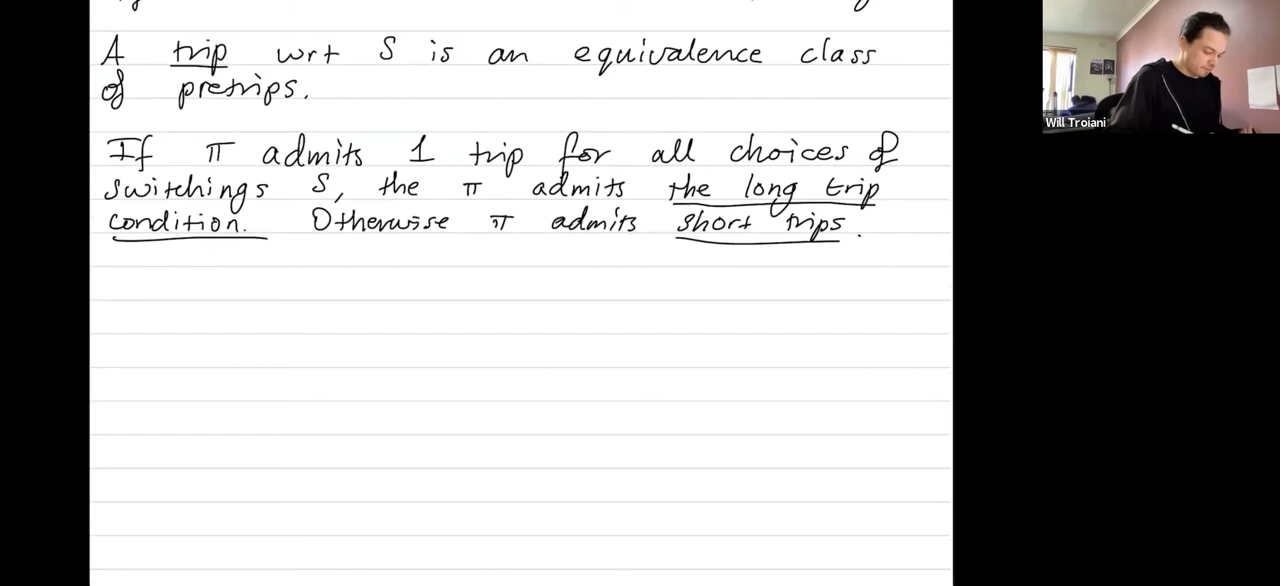 A trip wrt S is an equivalence class
of pretrips.
If π admits 1 trip for all choices of
switchings S, the π admits the long trip
condition. Otherwise π admits short trips.
Will Troiani